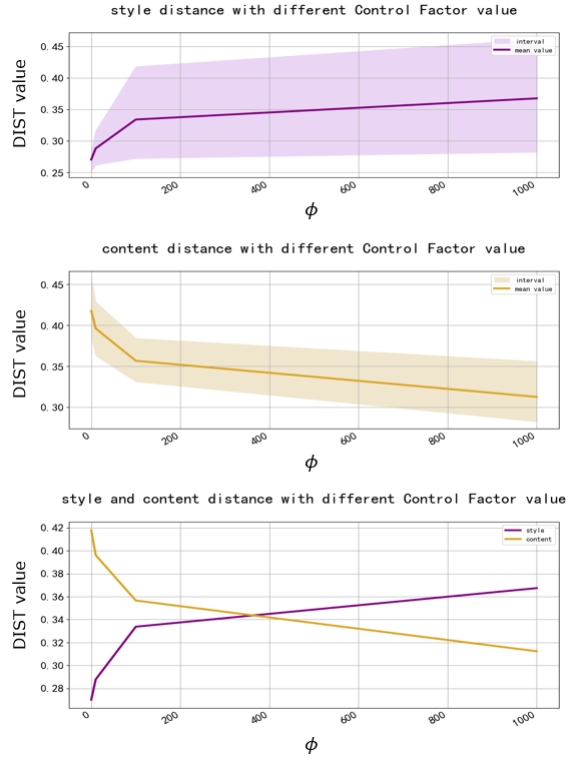 style distance with different Control Factor value
0.45
0.40
0.35
0.30
0.25
DIST value
interval
mean value
0
200
400
600
800
1000
ϕ
content distance with different Control Factor value
0.45
0.40
0.35
0.30
DIST value
interval
mean value
0
200
400
600
800
1000
ϕ
style and content distance with different Control Factor value
0.42
0.40
0.38
0.36
0.34
0.32
0.30
0.28
DIST value
style
content
0
200
400
600
800
1000
ϕ